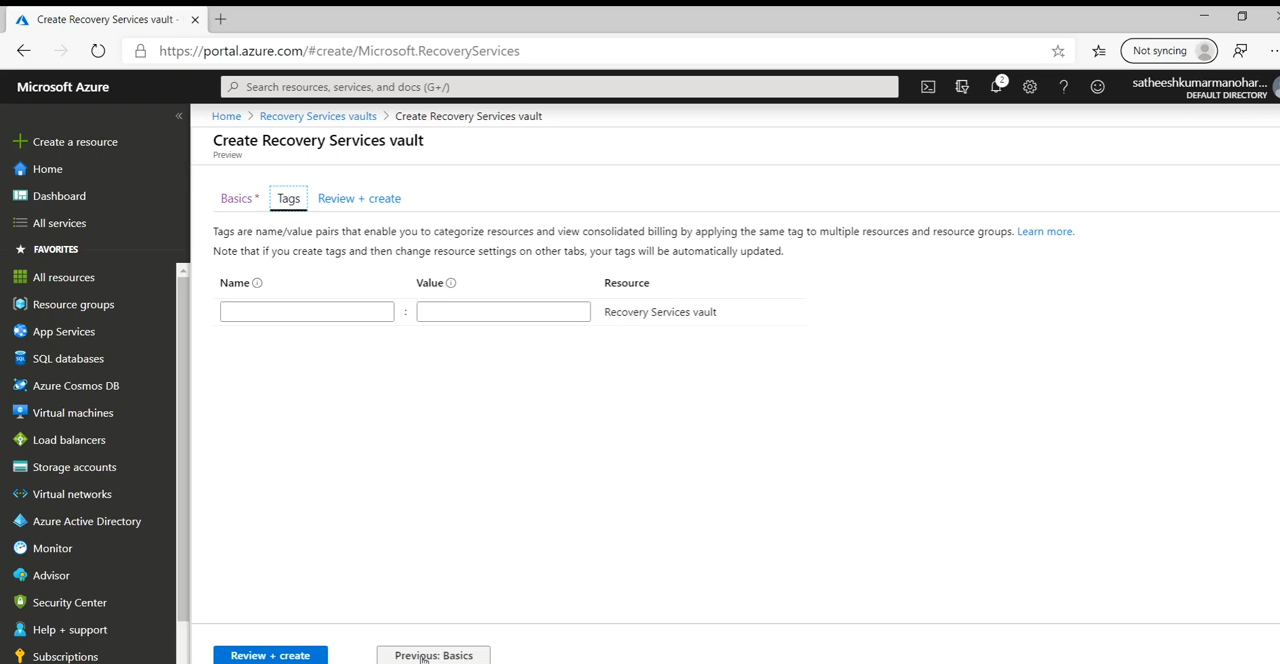 Create Recovery Services vault -
https://portal.azure.com/#create/Microsoft.RecoveryServices
Not syncing
Microsoft Azure
Search resources, services, and docs (G+/)
2
satheeshkumarmanohar...
DEFAULT DIRECTORY
Create a resource
Home
Dashboard
All services
FAVORITES
All resources
Resource groups
App Services
SQL databases
Azure Cosmos DB
Virtual machines
Load balancers
Storage accounts
Virtual networks
Azure Active Directory
Monitor
Advisor
Security Center
Help + support
Subscriptions
Home > Recovery Services vaults > Create Recovery Services vault
Create Recovery Services vault
Preview
Basics * Tags Review + create
Tags are name/value pairs that enable you to categorize resources and view consolidated billing by applying the same tag to multiple resources and resource groups. Learn more.
Note that if you create tags and then change resource settings on other tabs, your tags will be automatically updated.
Name Value Resource
: Recovery Services vault
Review + create Previous: Basics